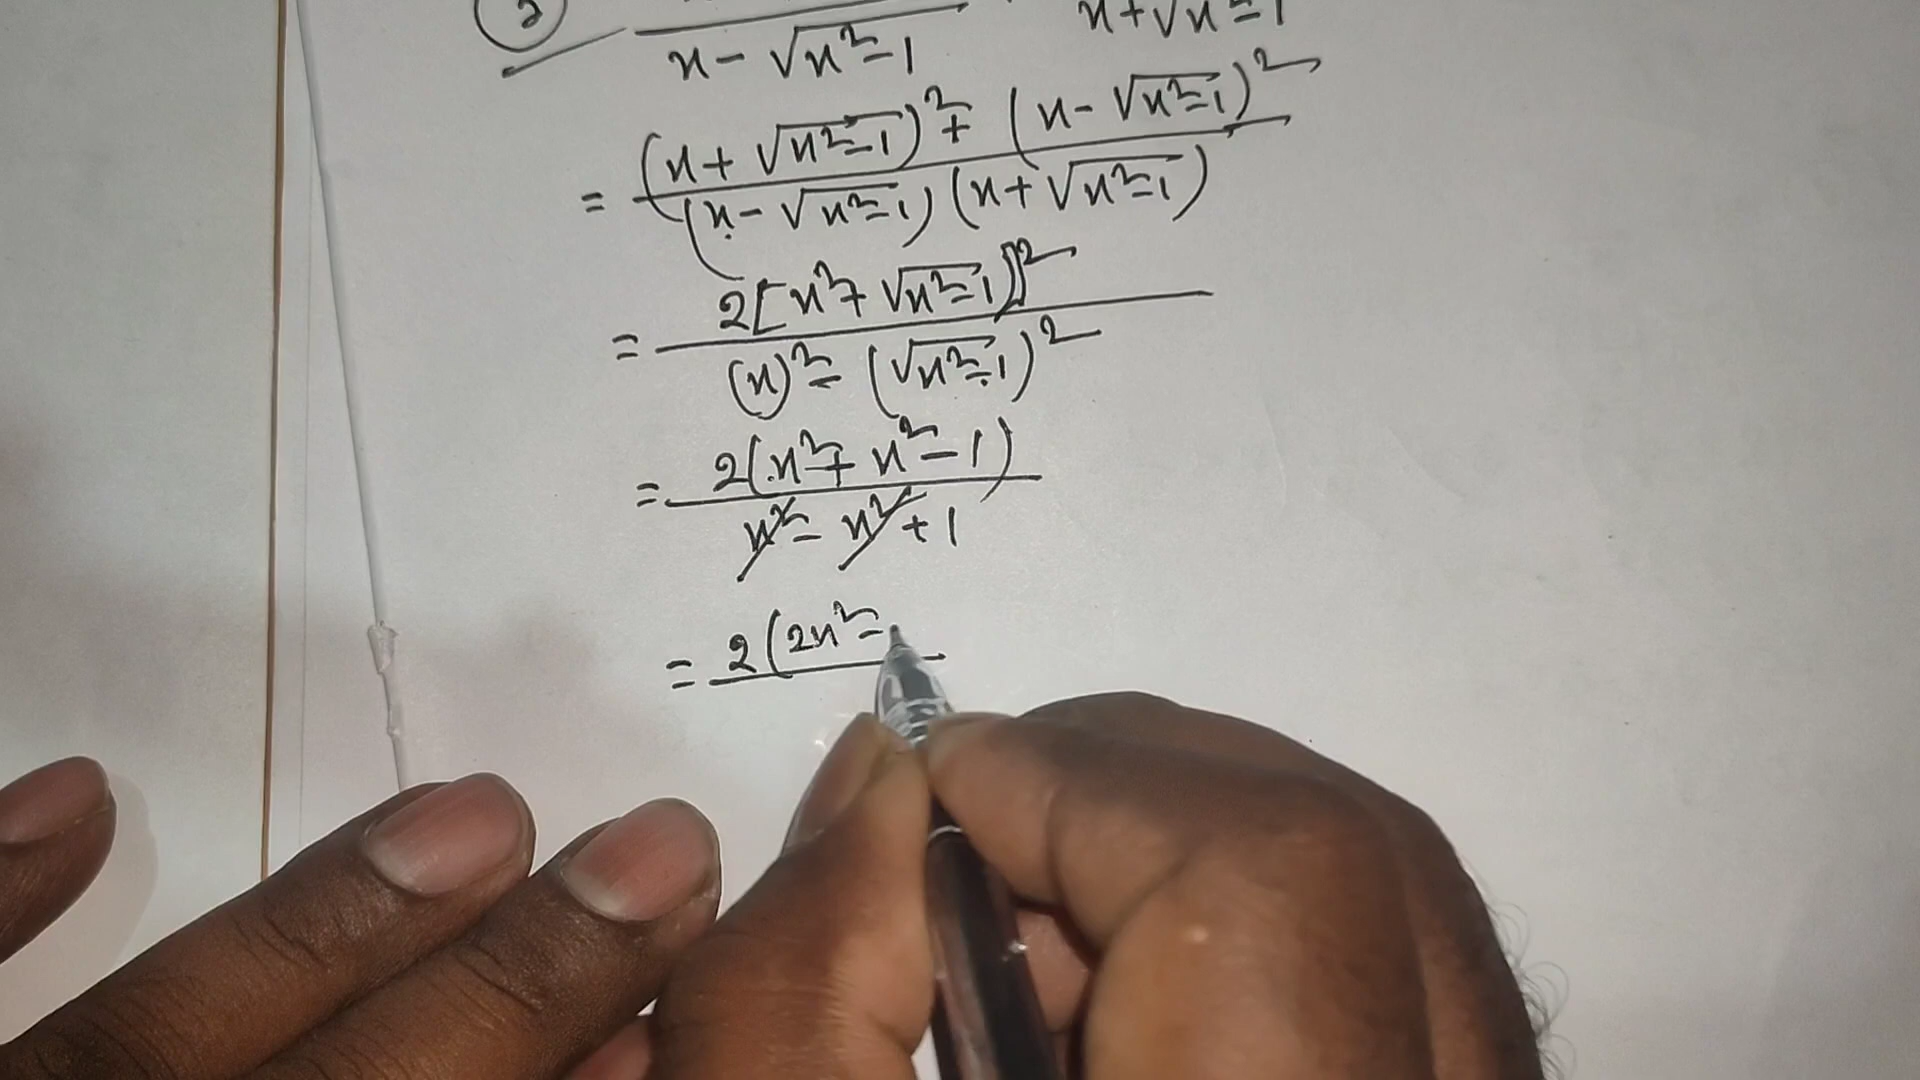 2 x - √x²-1 x + √x²-1
= (x + √x²-1)² + (x - √x²-1)² / (x - √x²-1) (x + √x²-1)
= 2[x² + √x²-1)]² / (x)² - (√x²-1)²
= 2(x² + x² - 1) / x² - x² + 1
= 2(2x² -